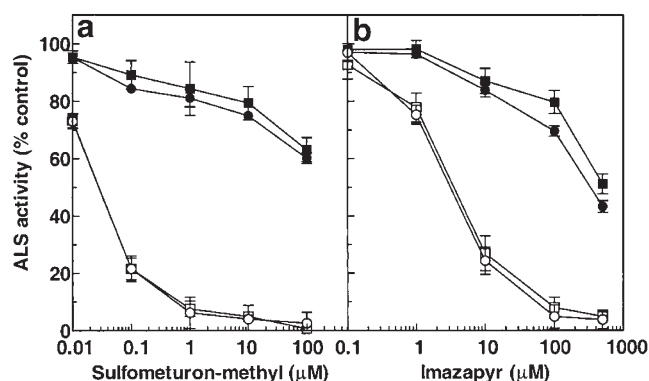 a
b
100
80
60
40
20
0
ALS activity (% control)
0.01 0.1 1 10 100
0.1 1 10 100 1000
Sulfometuron-methyl (μM)
Imazapyr (μM)